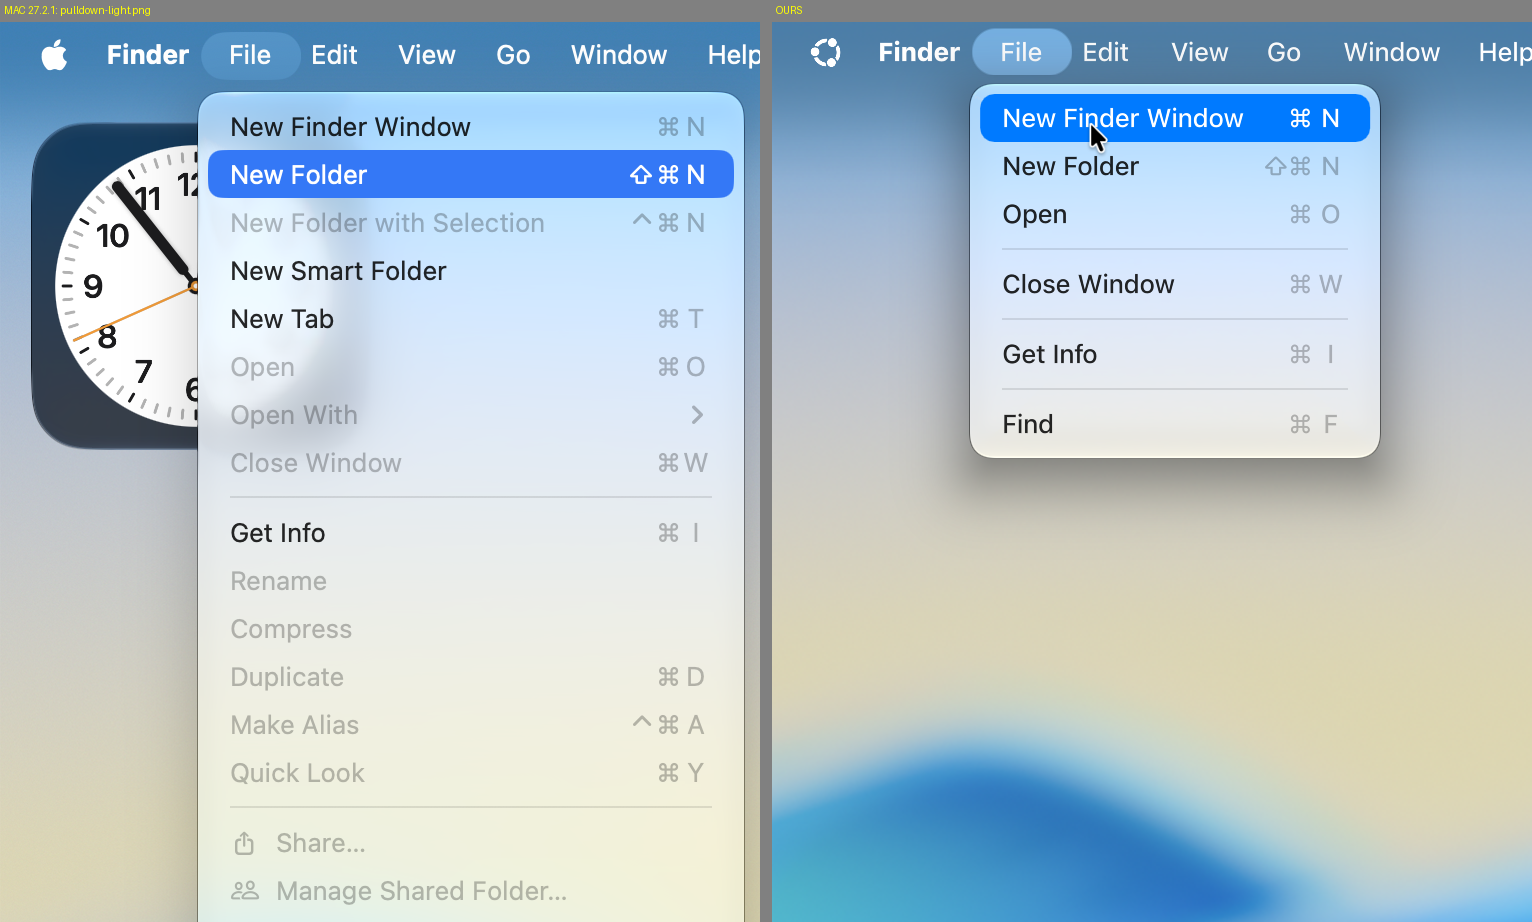 MAC 27.2.1: pulldown-light.png
Finder File Edit View Go Window Help
12
11
10
9
8
7
6
New Finder Window ⌘ N
New Folder ⇧ ⌘ N
New Folder with Selection ^ ⌘ N
New Smart Folder
New Tab ⌘ T
Open ⌘ O
Open With >
Close Window ⌘ W
Get Info ⌘ I
Rename
Compress
Duplicate ⌘ D
Make Alias ^ ⌘ A
Quick Look ⌘ Y
Share...
Manage Shared Folder...
OURS
Finder File Edit View Go Window Help
New Finder Window ⌘ N
New Folder ⇧⌘ N
Open ⌘ O
Close Window ⌘ W
Get Info ⌘ I
Find ⌘ F